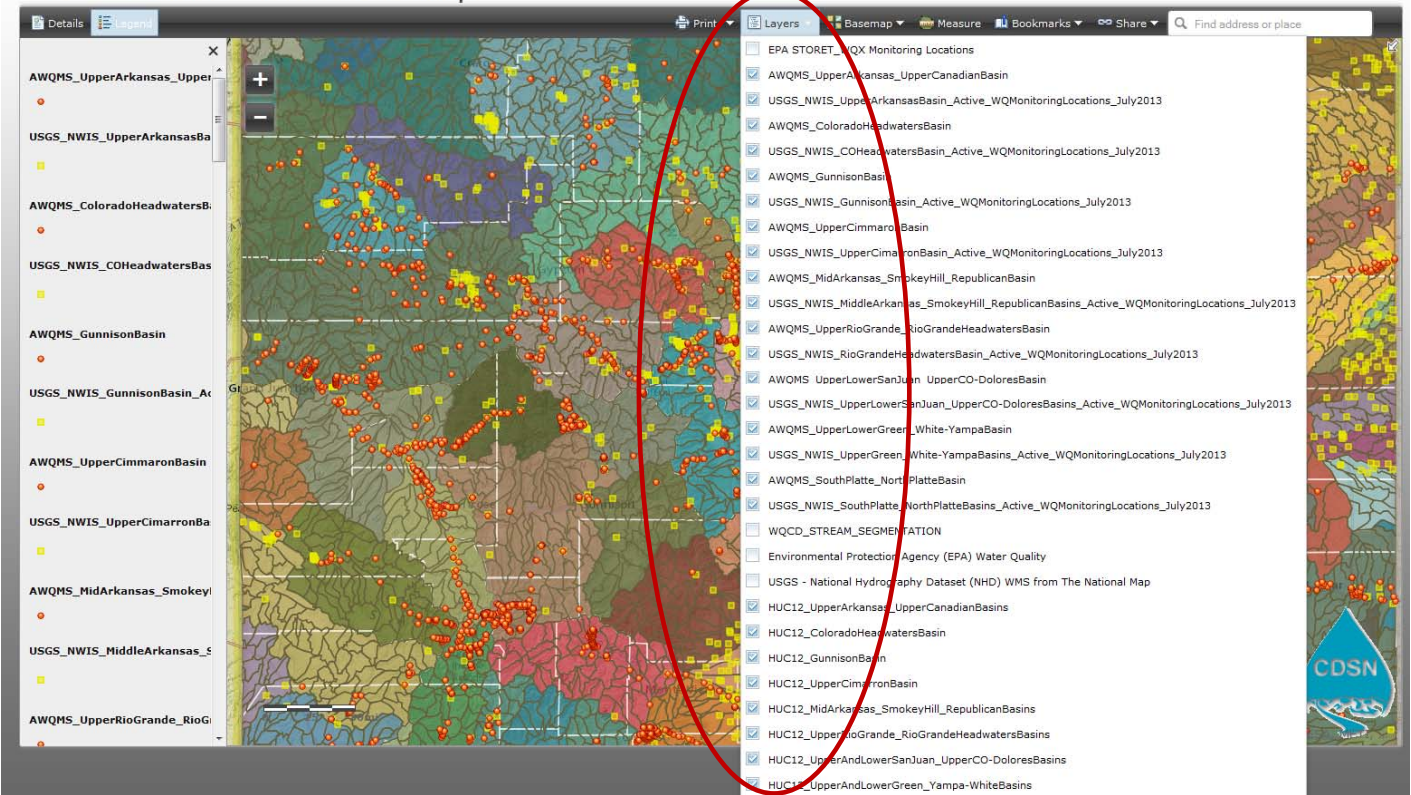 Details
Legend
Print
Layers
Basemap
Measure
Bookmarks
Share
Find address or place
AWQMS_UpperArkansas_Upper
USGS_NWIS_UpperArkansasBa
AWQMS_ColoradoHeadwatersBa
USGS_NWIS_COHeadwatersBas
AWQMS_GunnisonBasin
USGS_NWIS_GunnisonBasin_Ac
AWQMS_UpperCimmaronBasin
USGS_NWIS_UpperCimarronBa
AWQMS_MidArkansas_Smokey
USGS_NWIS_MiddleArkansas_S
AWQMS_UpperRioGrande_RioG
EPA STORET_WQX Monitoring Locations
AWQMS_UpperArkansas_UpperCanadianBasin
USGS_NWIS_UpperArkansasBasin_Active_WQMonitoringLocations_July2013
AWQMS_ColoradoHeadwatersBasin
USGS_NWIS_COHeadwatersBasin_Active_WQMonitoringLocations_July2013
AWQMS_GunnisonBasin
USGS_NWIS_GunnisonBasin_Active_WQMonitoringLocations_July2013
AWQMS_UpperCimmaronBasin
USGS_NWIS_UpperCimarronBasin_Active_WQMonitoringLocations_July2013
AWQMS_MidArkansas_SmokeyHill_RepublicanBasin
USGS_NWIS_MiddleArkansas_SmokeyHill_RepublicanBasins_Active_WQMonitoringLocations_July2013
AWQMS_UpperRioGrande_RioGrandeHeadwatersBasin
USGS_NWIS_RioGrandeHeadwatersBasin_Active_WQMonitoringLocations_July2013
AWQMS_UpperLowerSanJuan_UpperCO-DoloresBasin
USGS_NWIS_UpperLowerSanJuan_UpperCO-DoloresBasins_Active_WQMonitoringLocations_July2013
AWQMS_UpperLowerGreen_White-YampaBasin
USGS_NWIS_UpperGreen_White-YampaBasins_Active_WQMonitoringLocations_July2013
AWQMS_SouthPlatte_NorthPlatteBasin
USGS_NWIS_SouthPlatte_NorthPlatteBasins_Active_WQMonitoringLocations_July2013
WQCD_STREAM_SEGMENTATION
Environmental Protection Agency (EPA) Water Quality
USGS - National Hydrography Dataset (NHD) WMS from The National Map
HUC12_UpperArkansas_UpperCanadianBasins
HUC12_ColoradoHeadwatersBasin
HUC12_GunnisonBasin
HUC12_UpperCimarronBasin
HUC12_MidArkansas_SmokeyHill_RepublicanBasins
HUC12_UpperRioGrande_RioGrandeHeadwatersBasins
HUC12_UpperAndLowerSanJuan_UpperCO-DoloresBasins
HUC12_UpperAndLowerGreen_Yampa-WhiteBasins
CDSN